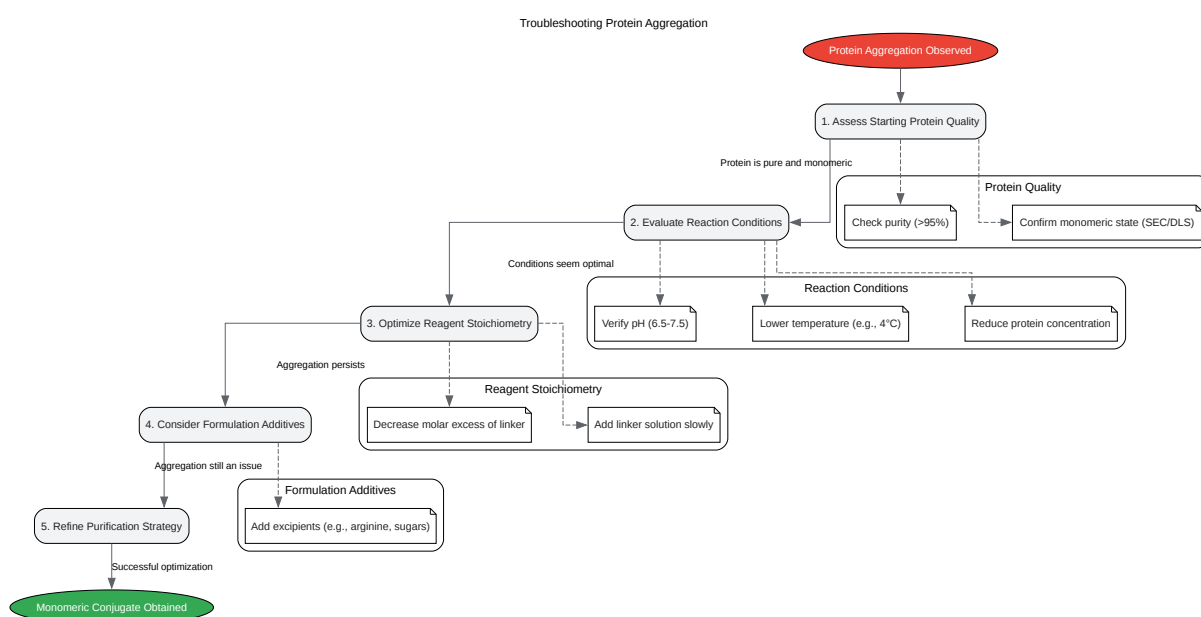 Troubleshooting Protein Aggregation
Protein Aggregation Observed
1. Assess Starting Protein Quality
Protein is pure and monomeric
Protein Quality
Check purity (>95%)
Confirm monomeric state (SEC/DLS)
2. Evaluate Reaction Conditions
Conditions seem optimal
Reaction Conditions
Verify pH (6.5-7.5)
Lower temperature (e.g., 4°C)
Reduce protein concentration
3. Optimize Reagent Stoichiometry
Aggregation persists
Reagent Stoichiometry
Decrease molar excess of linker
Add linker solution slowly
4. Consider Formulation Additives
Aggregation still an issue
Formulation Additives
Add excipients (e.g., arginine, sugars)
5. Refine Purification Strategy
Successful optimization
Monomeric Conjugate Obtained